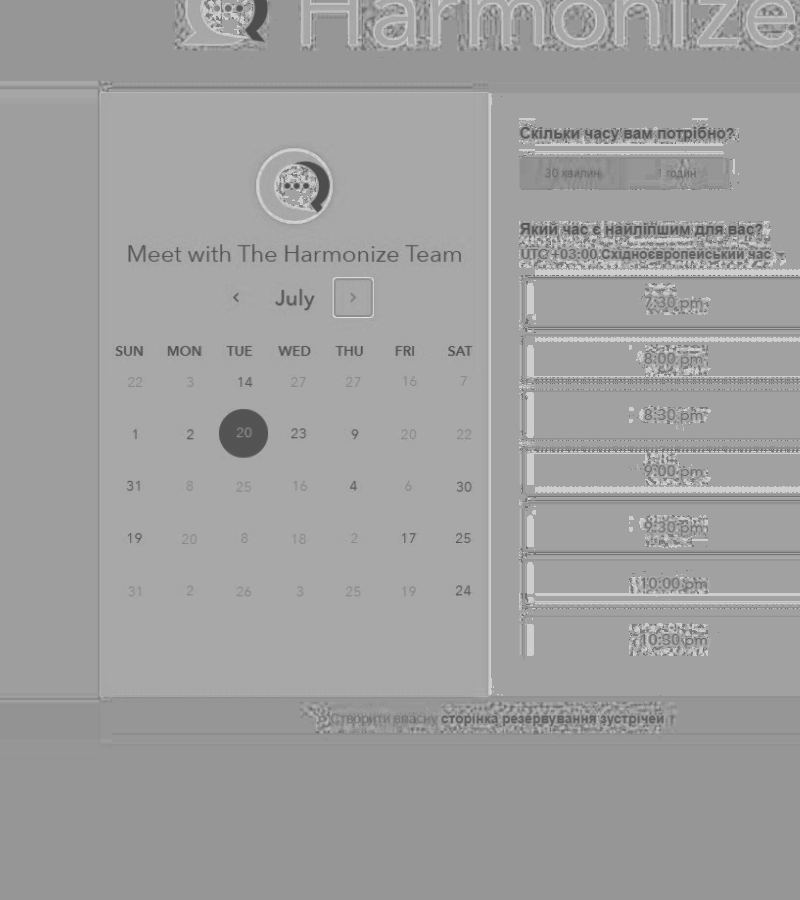 Harmonize
Meet with The Harmonize Team
July
SUN MON TUE WED THU FRI SAT
22 3 14 27 27 16 7
1 2 20 23 9 20 22
31 8 25 16 4 6 30
19 20 8 18 2 17 25
31 2 26 3 25 19 24
Скільки часу вам потрібно?
30 хвилин 1 годин
Який час є найліпшим для вас?
UTC +03:00 Східноєвропейський час
7:30 pm
8:00 pm
8:30 pm
9:00 pm
9:30 pm
10:00 pm
10:30 pm
Створити власну сторінка резервування зустрічей